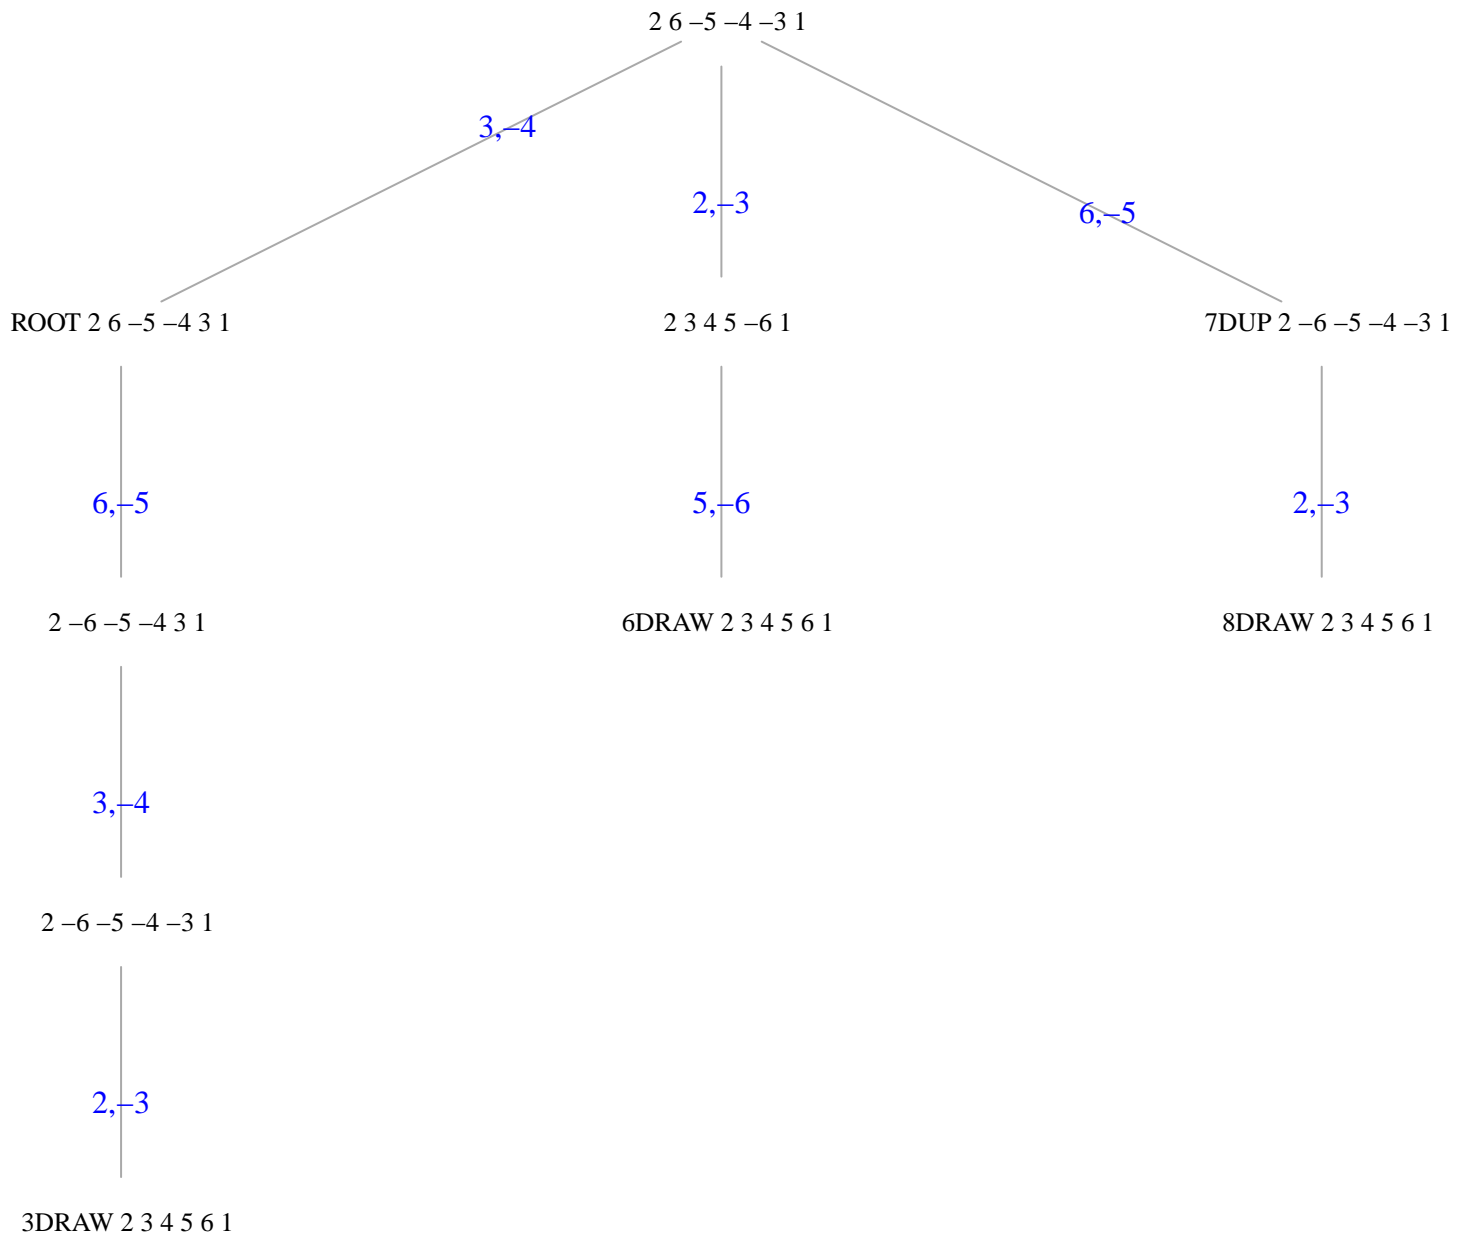 2 6 –5 –4 –3 1
3,–4
2,–3
6,–5
ROOT 2 6 –5 –4 3 1
2 3 4 5 –6 1
7DUP 2 –6 –5 –4 –3 1
6,–5
5,–6
2,–3
2 –6 –5 –4 3 1
6DRAW 2 3 4 5 6 1
8DRAW 2 3 4 5 6 1
3,–4
2 –6 –5 –4 –3 1
2,–3
3DRAW 2 3 4 5 6 1